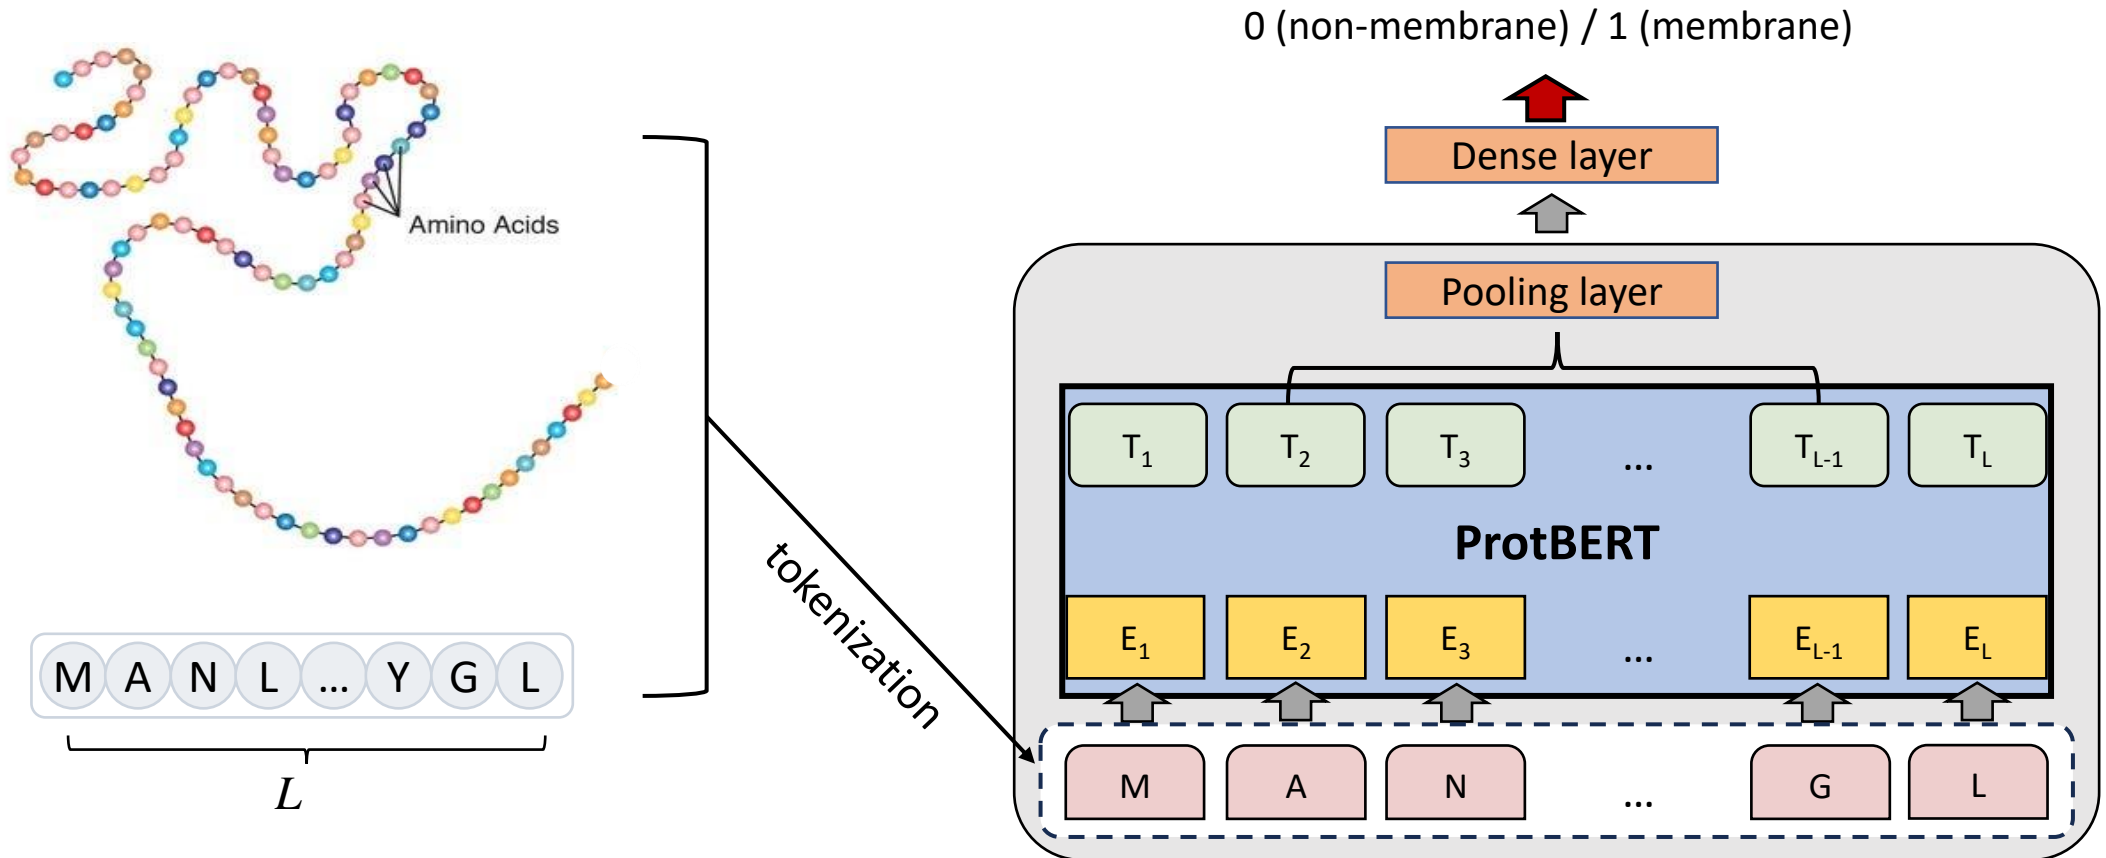 0 (non-membrane) / 1 (membrane)
Dense layer
Amino Acids
Pooling layer
T1 T2 T3 ... TL-1 TL
ProtBERT
tokenization
E1 E2 E3 ... EL-1 EL
M A N L ... Y G L
L
M A N ... G L